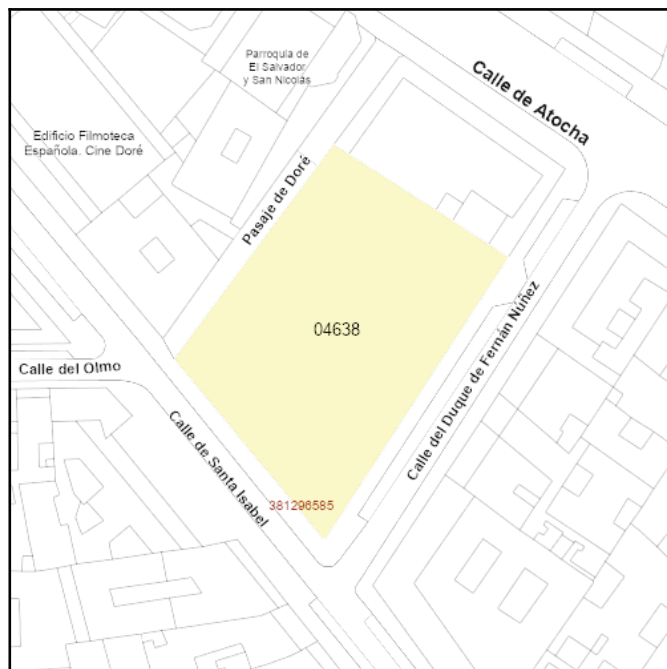 Parroquia de
El Salvador
y San Nicolás
Calle de Atocha
Edificio Filmoteca
Española. Cine Doré
Pasaje de Doré
04638
Calle del Duque de Fernán Núñez
Calle del Olmo
Calle de Santa Isabel
381296585